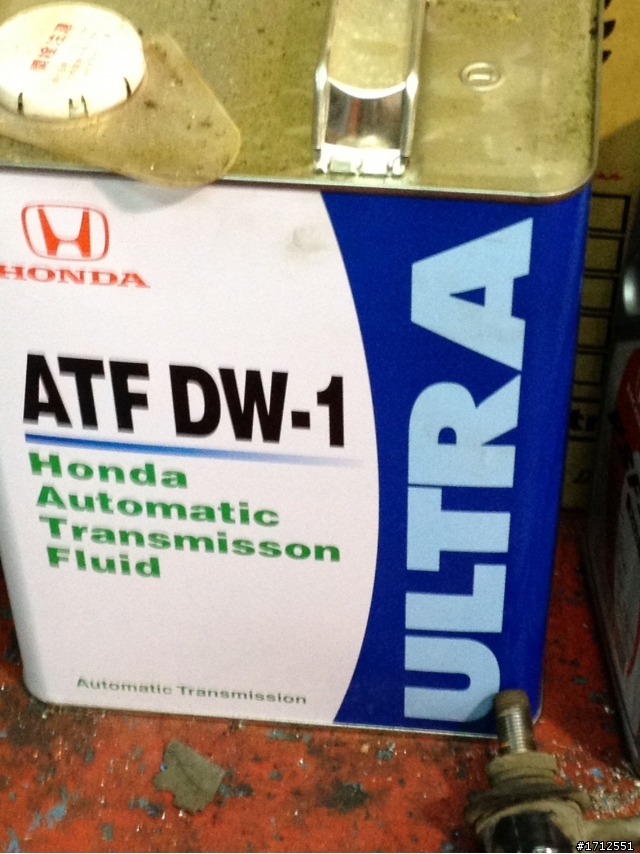 HONDA
ATF DW-1
Honda
Automatic
Transmisson
Fluid
Automatic Transmission
ULTRA
#1712551